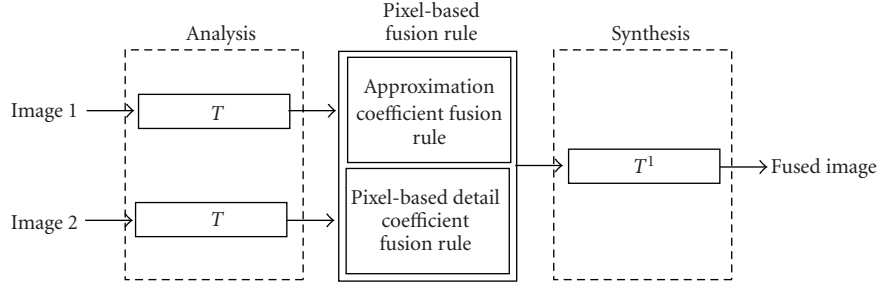 Analysis
Pixel-based
fusion rule
Synthesis
Image 1
T
Approximation
coefficient fusion
rule
T¹
Fused image
Image 2
T
Pixel-based detail
coefficient
fusion rule